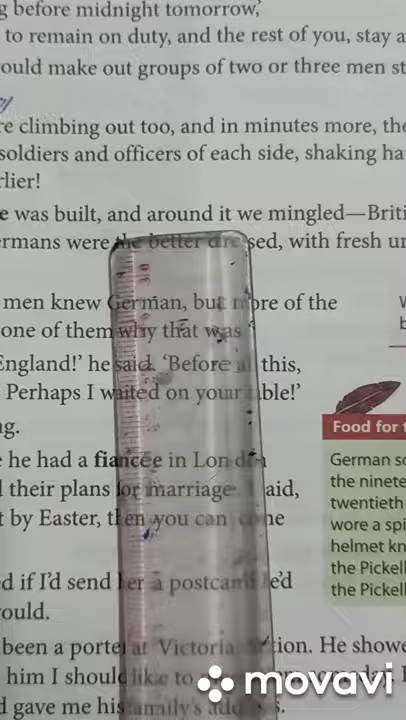 g before midnight tomorrow,
to remain on duty, and the rest of you, stay a
ould make out groups of two or three men st
re climbing out too, and in minutes more, the
soldiers and officers of each side, shaking ha
rlier!
e was built, and around it we mingled—Briti
ermans were the better dressed, with fresh un
men knew German, but more of the
one of them why that was
England!' he said. 'Before all this,
Perhaps I waited on your table!'
ng.
e he had a fiancée in London
d their plans for marriage. I said,
t by Easter, then you can come
ed if I'd send her a postcard he'd
ould.
been a porter at Victoria Station. He showe
him I should like to
d gave me his family's address.
W
b
Food for t
German so
the ninete
twentieth
wore a spi
helmet kn
the Pickell
the Pickell
30
movavi